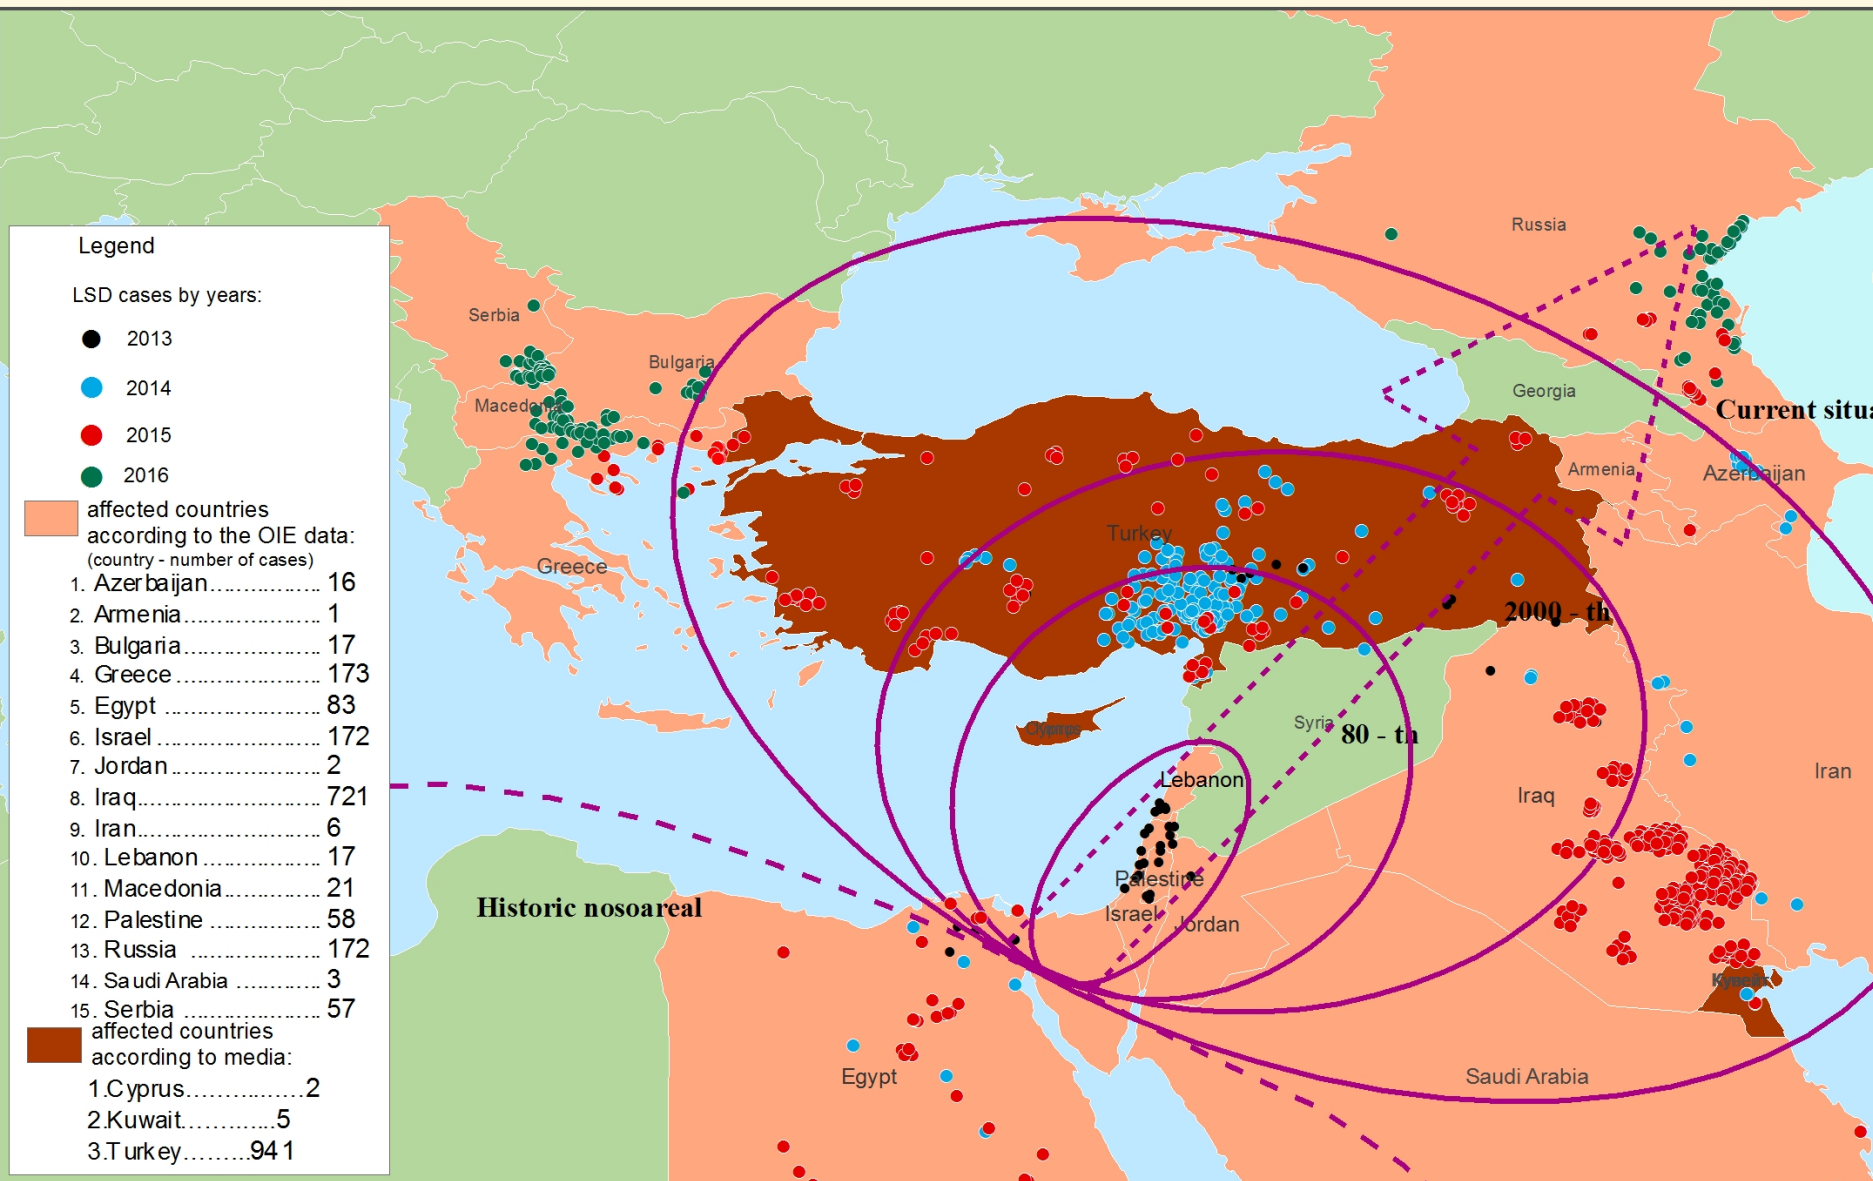 Legend
LSD cases by years:
2013
2014
2015
2016
affected countries
according to the OIE data:
(country - number of cases)
1. Azerbaijan................. 16
2. Armenia..................... 1
3. Bulgaria..................... 17
4. Greece ..................... 173
5. Egypt ....................... 83
6. Israel ........................ 172
7. Jordan ...................... 2
8. Iraq........................... 721
9. Iran........................... 6
10. Lebanon ................. 17
11. Macedonia.............. 21
12. Palestine ................. 58
13. Russia ................... 172
14. Saudi Arabia ............ 3
15. Serbia .................... 57
affected countries
according to media:
1.Cyprus...............2
2.Kuwait.............5
3.Turkey.........941
Russia
Serbia
Bulgaria
Georgia
Macedonia
Current situa
Armenia
Azerbaijan
Turkey
Greece
2000 - th
Syria
80 - th
Iran
Lebanon
Iraq
Palestine
Historic nosoareal
Israel
Jordan
Кувейт
Egypt
Saudi Arabia